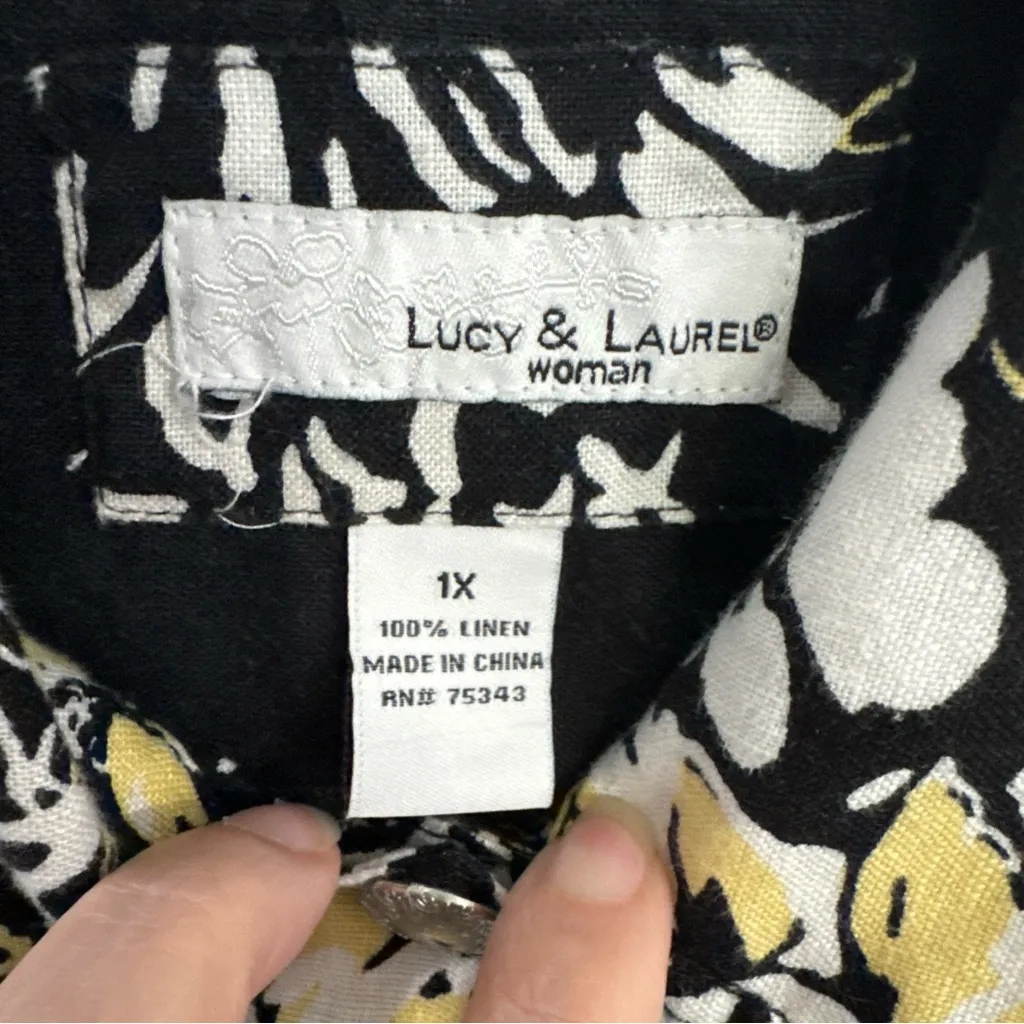 LUCY & LAUREL®
woman
1X
100% LINEN
MADE IN CHINA
RN# 75343